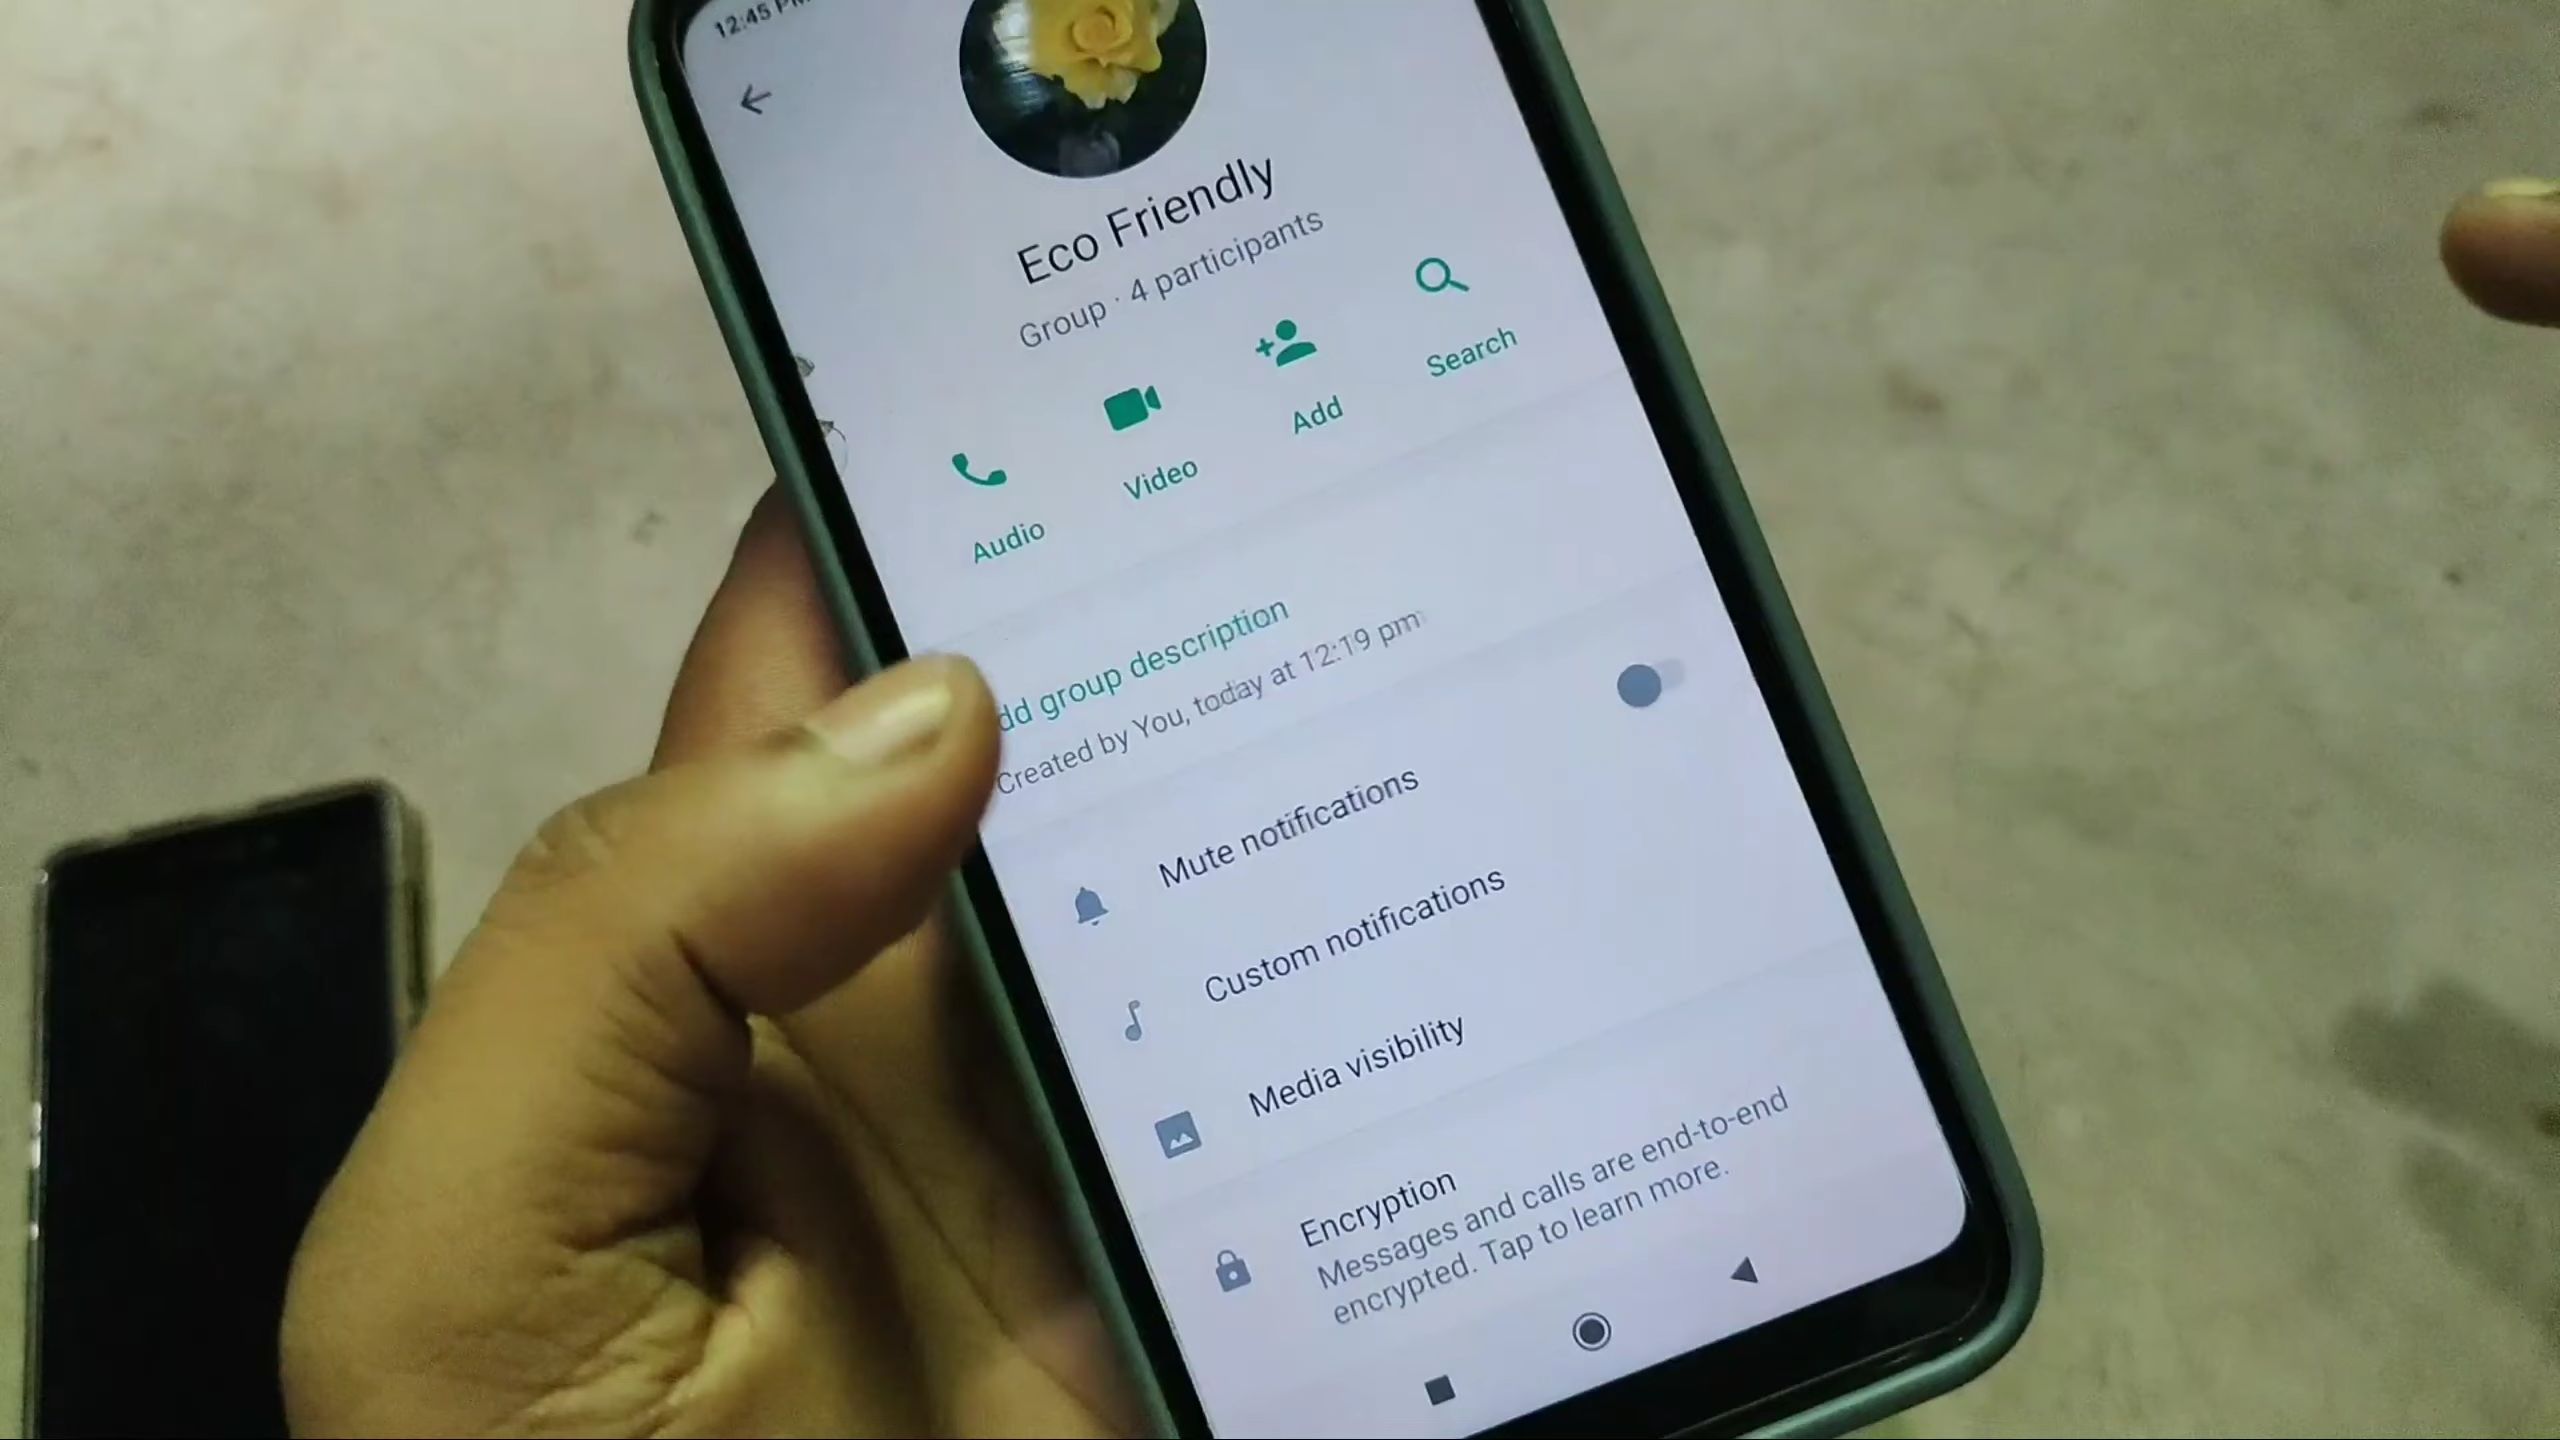 12:45 PM
Eco Friendly
Group · 4 participants
Audio
Video
Add
Search
dd group description
Created by You, today at 12:19 pm
Mute notifications
Custom notifications
Media visibility
Encryption
Messages and calls are end-to-end
encrypted. Tap to learn more.